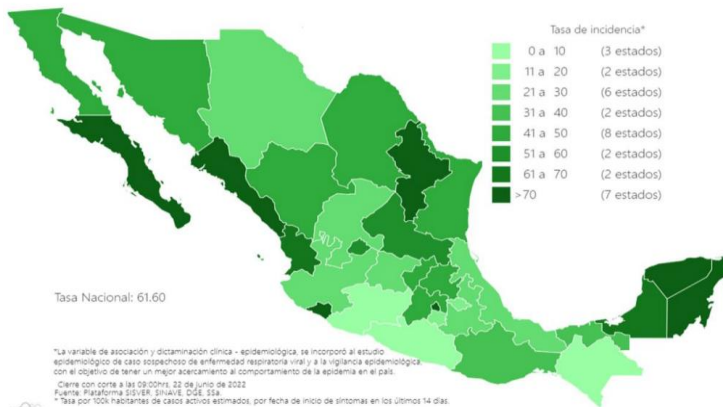 Tasa de incidencia*
0 a 10 (3 estados)
11 a 20 (2 estados)
21 a 30 (6 estados)
31 a 40 (2 estados)
41 a 50 (8 estados)
51 a 60 (2 estados)
61 a 70 (2 estados)
>70 (7 estados)
Tasa Nacional: 61.60
*La variable de asociación y dictaminación clínica - epidemiológica, se incorporó al estudio
epidemiológico de caso sospechoso de enfermedad respiratoria viral y a la vigilancia epidemiológica,
con el objetivo de tener un mejor acercamiento al comportamiento de la epidemia en el país.
Cierre con corte a las 09:00hrs, 22 de junio de 2022
Fuente: Plataforma SISVER, SINAVE, DGE, SSa.
* Tasa por 100k habitantes de casos activos estimados, por fecha de inicio de síntomas en los últimos 14 días.